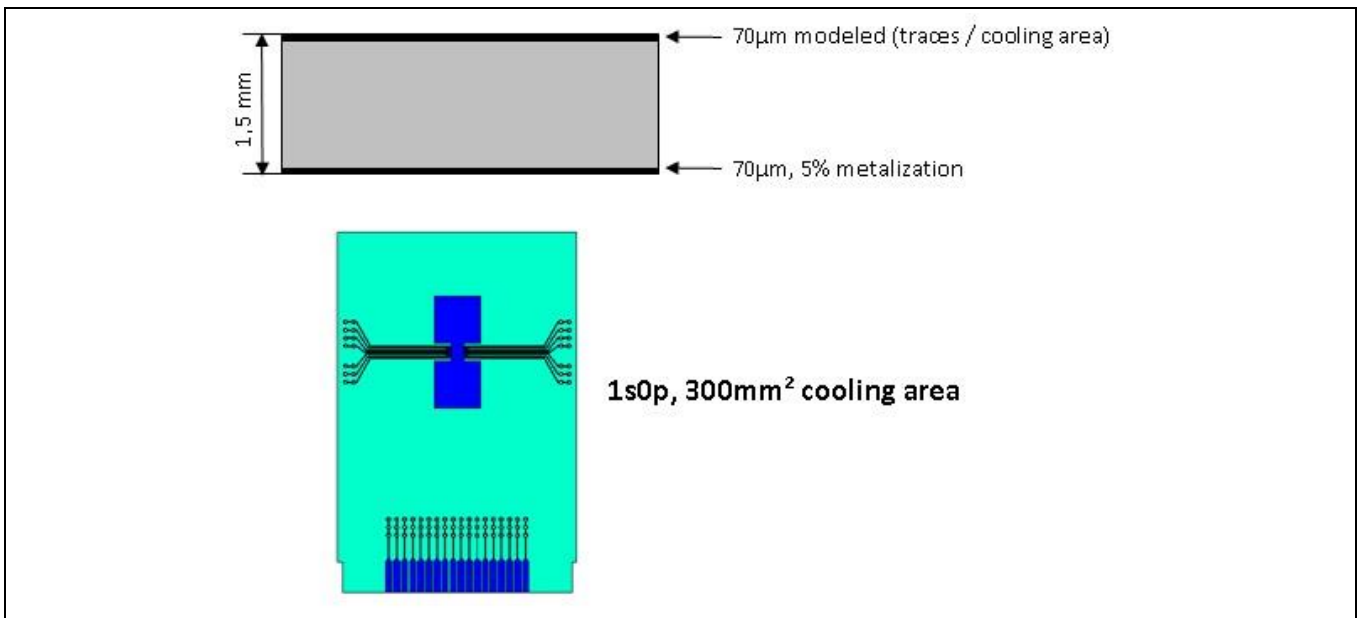 70µm modeled (traces / cooling area)
1,5 mm
70µm, 5% metalization
1s0p, 300mm² cooling area